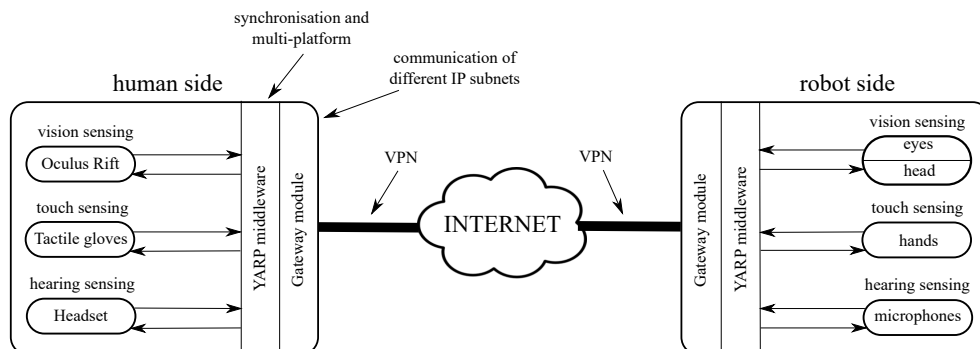 synchronisation and
multi-platform
communication of
different IP subnets
human side
vision sensing
Oculus Rift
touch sensing
Tactile gloves
hearing sensing
Headset
YARP middleware
Gateway module
VPN
INTERNET
VPN
robot side
Gateway module
YARP middleware
vision sensing
eyes
head
touch sensing
hands
hearing sensing
microphones